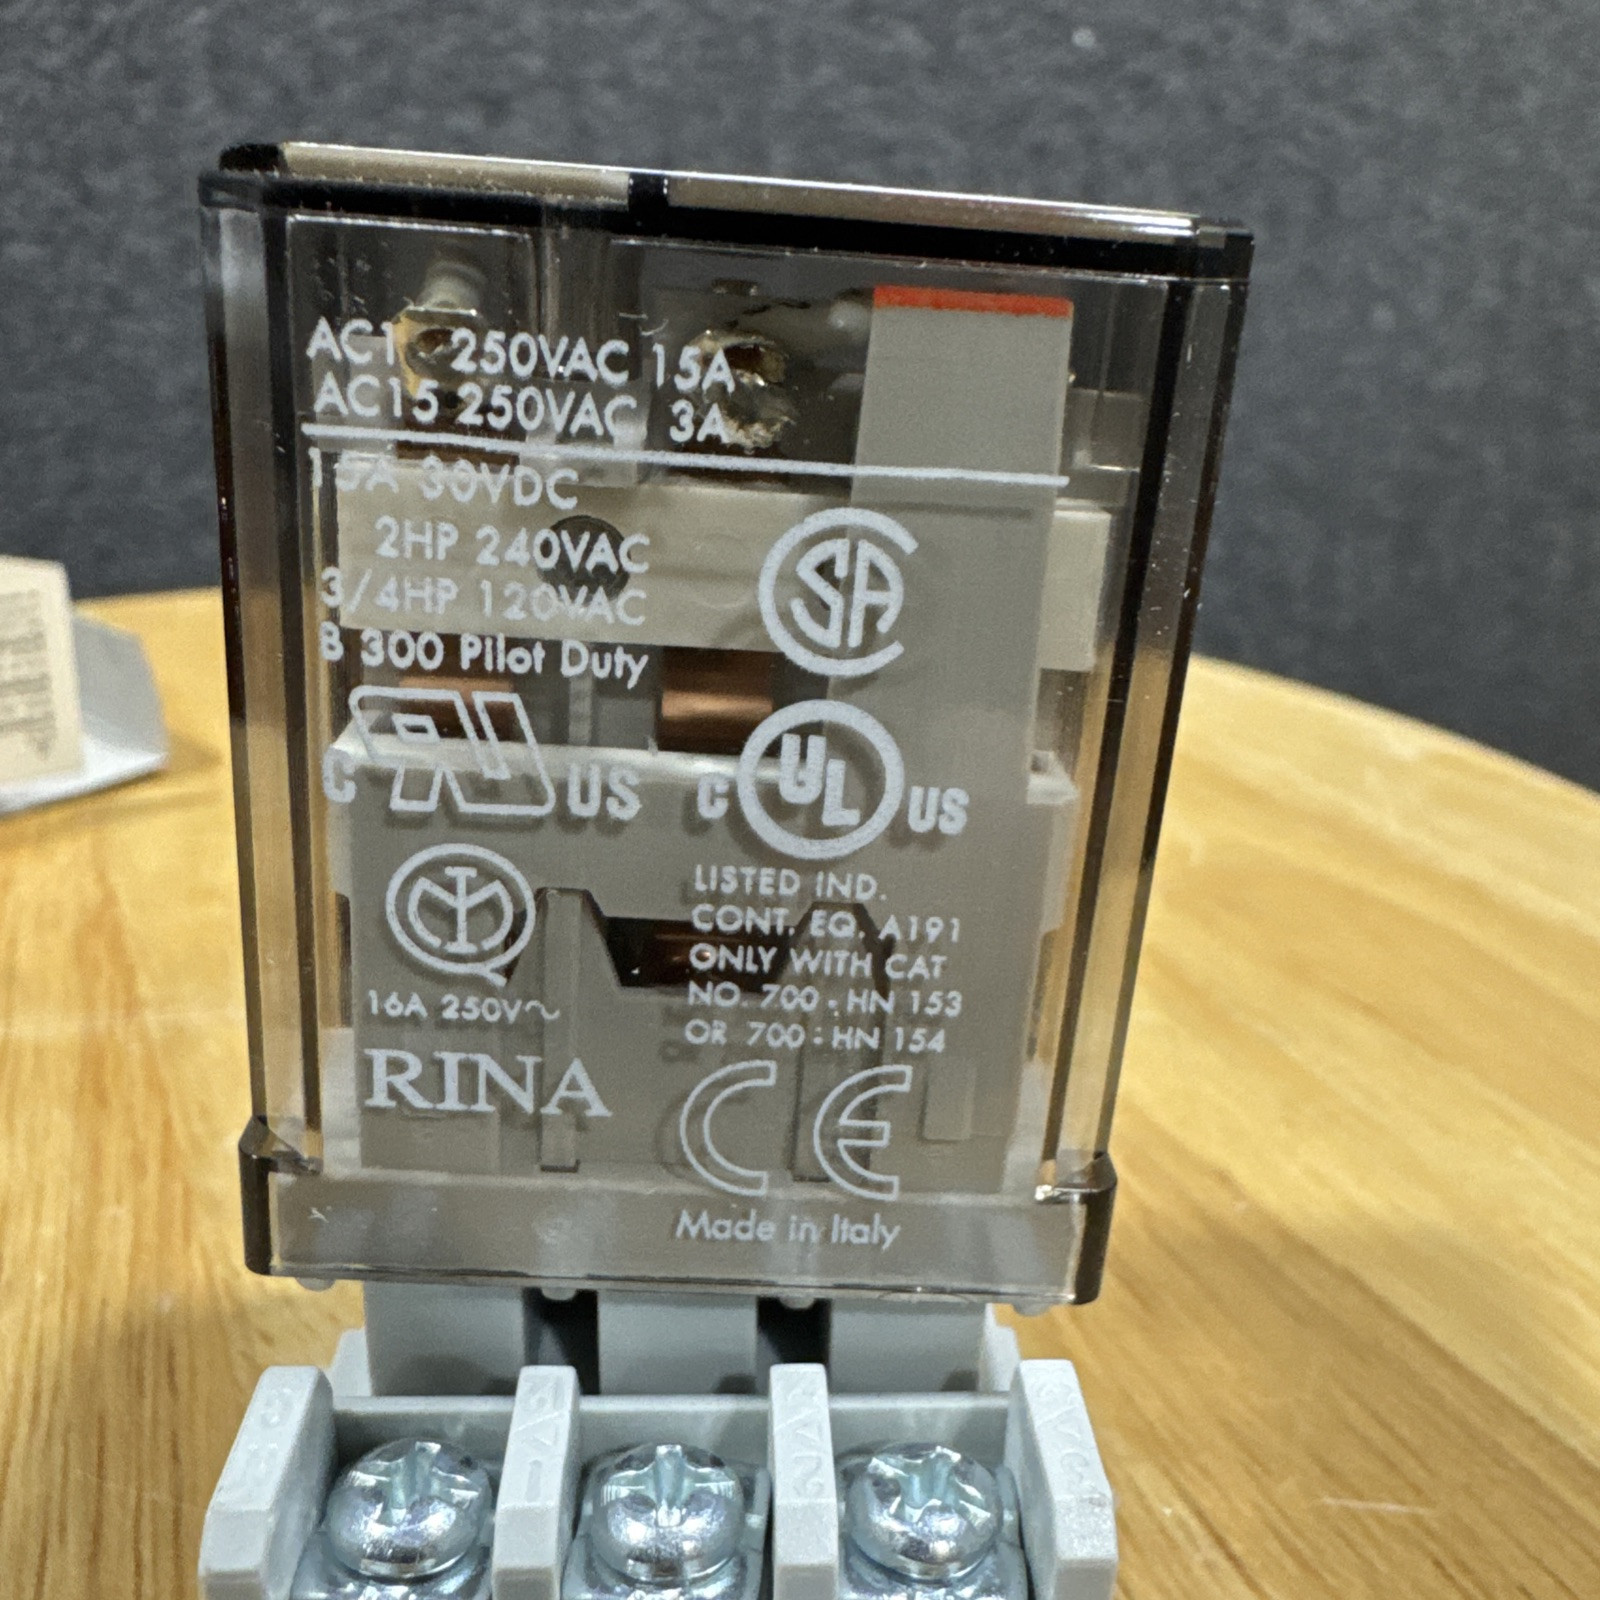 AC1 250VAC 15A
AC15 250VAC 3A
15A 30VDC
2HP 240VAC
3/4HP 120VAC
B 300 Pilot Duty
SA
C RU US
C UL US
LISTED IND.
CONT. EQ. A191
ONLY WITH CAT
NO. 700-HN 153
OR 700-HN 154
16A 250V~
RINA
CE
Made in Italy